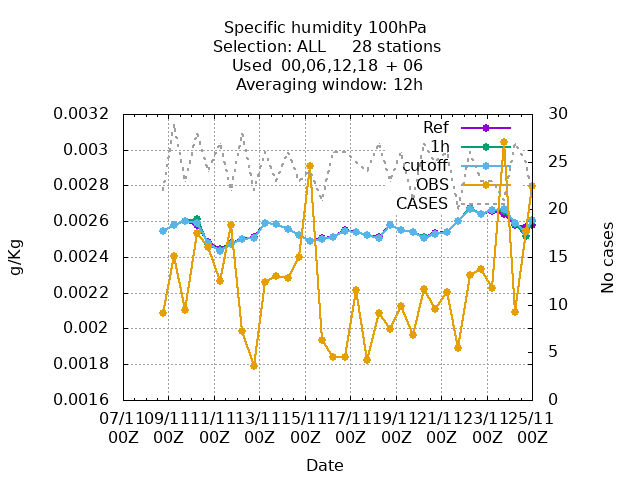 Specific humidity 100hPa
Selection: ALL 28 stations
Used 00,06,12,18 + 06
Averaging window: 12h
0.0032 30
Ref
1h
cutoff
OBS
CASES
0.003 25
0.0028
0.0026 20
0.0024 15
0.0022 10
0.002
0.0018 5
0.0016 0
g/Kg
No cases
07/11 09/11 11/11 13/11 15/11 17/11 19/11 21/11 23/11 25/11
00Z 00Z 00Z 00Z 00Z 00Z 00Z 00Z 00Z 00Z
Date